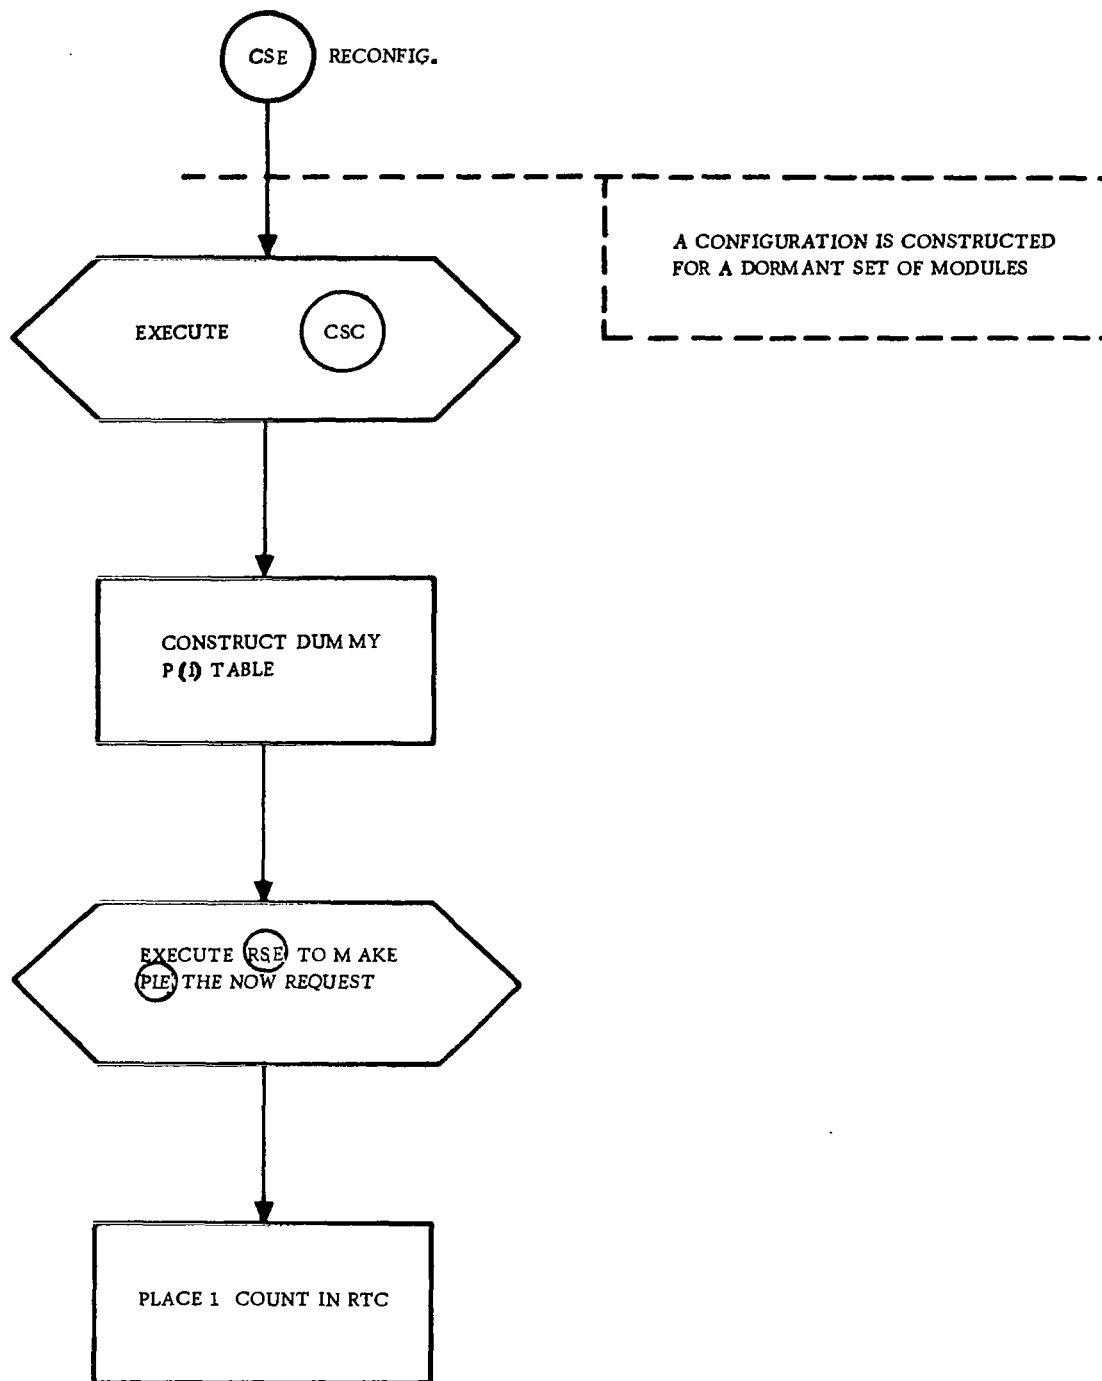 CSE RECONFIG.
A CONFIGURATION IS CONSTRUCTED
FOR A DORMANT SET OF MODULES
EXECUTE CSC
CONSTRUCT DUMMY
P(I) TABLE
EXECUTE RSE TO MAKE
PIE THE NOW REQUEST
PLACE 1 COUNT IN RTC